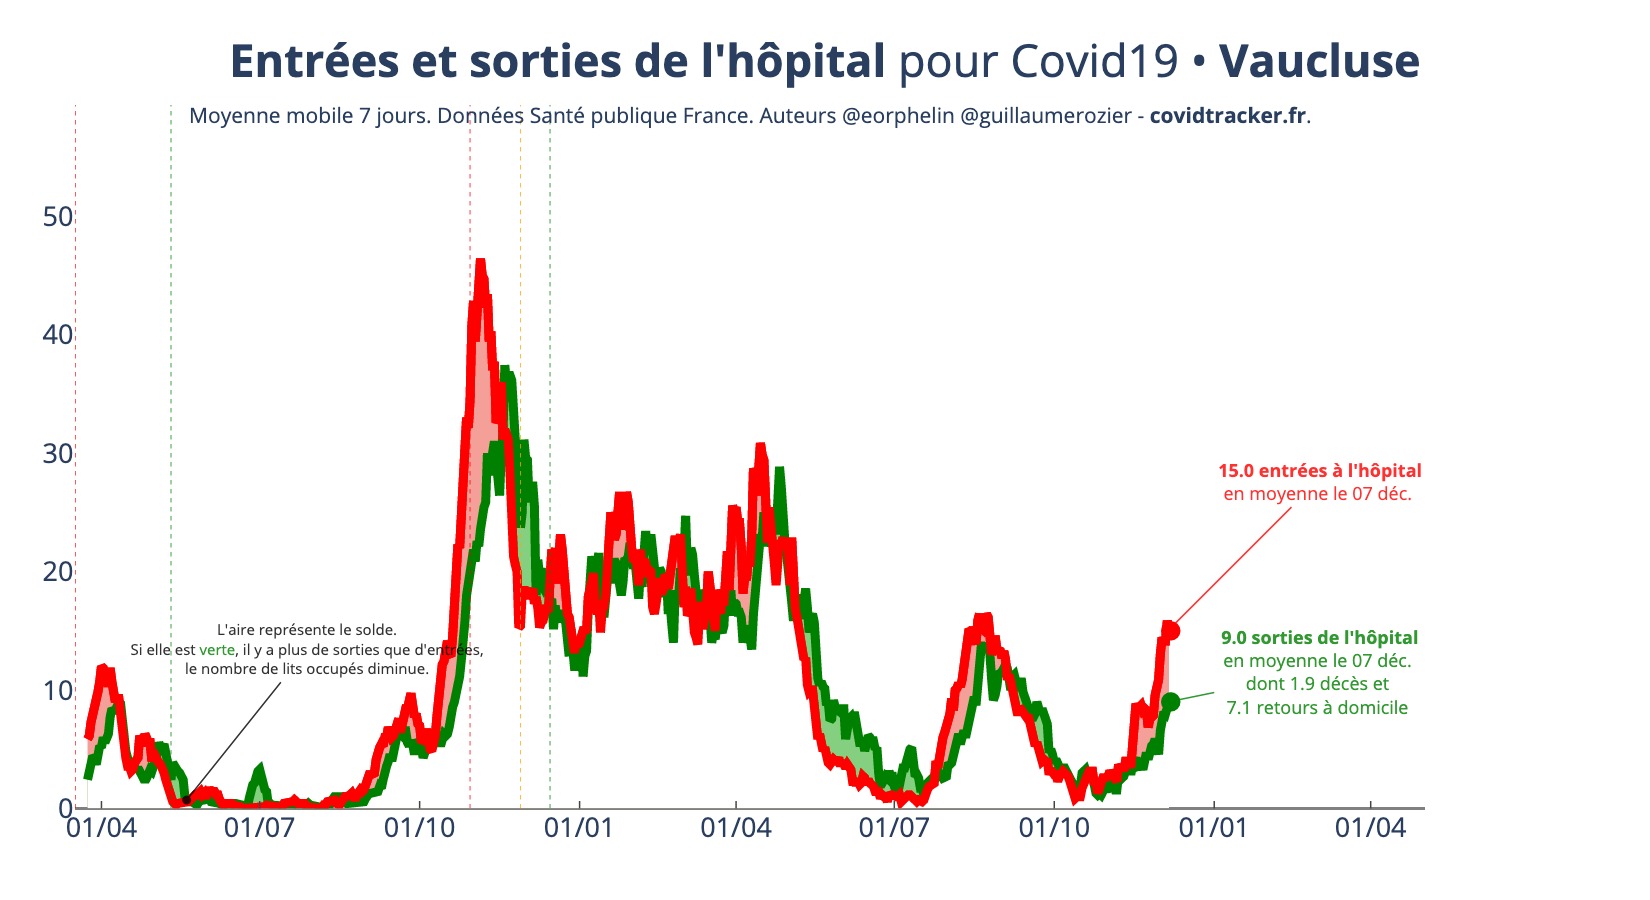 Entrées et sorties de l'hôpital pour Covid19 • Vaucluse
Moyenne mobile 7 jours. Données Santé publique France. Auteurs @eorphelin @guillaumerozier - covidtracker.fr.
50
40
30
20
10
0
15.0 entrées à l'hôpital
en moyenne le 07 déc.
9.0 sorties de l'hôpital
en moyenne le 07 déc.
dont 1.9 décès et
7.1 retours à domicile
L'aire représente le solde.
Si elle est verte, il y a plus de sorties que d'entrées,
le nombre de lits occupés diminue.
01/04 01/07 01/10 01/01 01/04 01/07 01/10 01/01 01/04